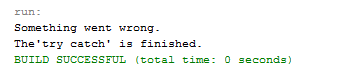 run:
Something went wrong.
The'try catch' is finished.
BUILD SUCCESSFUL (total time: 0 seconds)